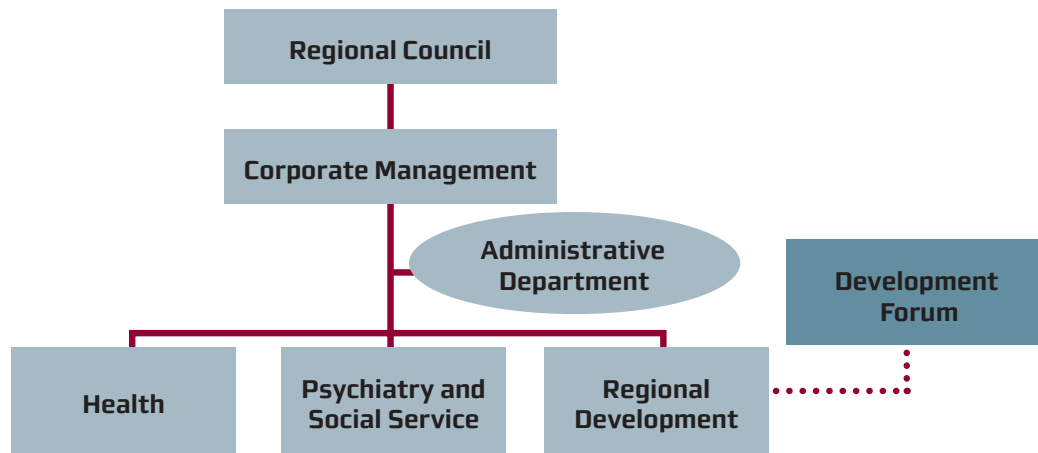 Regional Council
Corporate Management
Administrative
Department
Development
Forum
Health
Psychiatry and
Social Service
Regional
Development